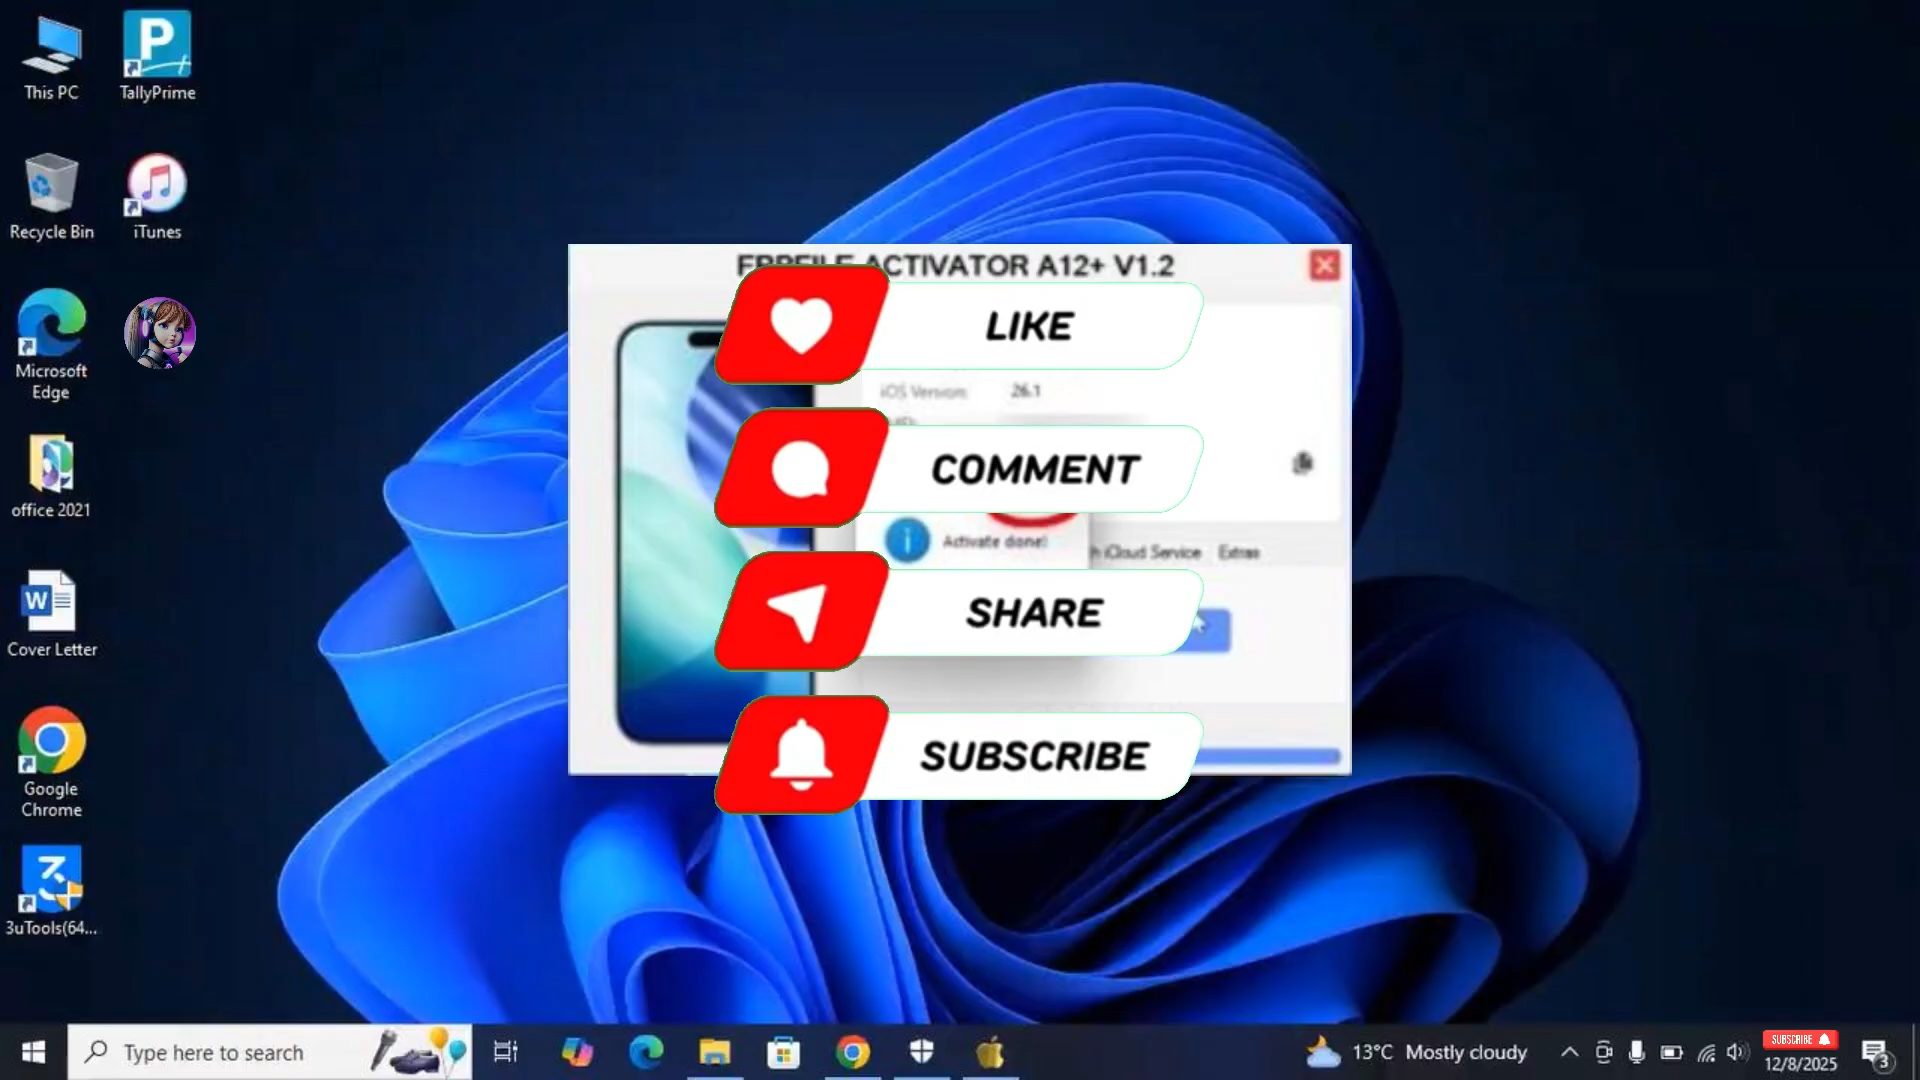 This PC
TallyPrime
Recycle Bin
iTunes
Microsoft
Edge
office 2021
Cover Letter
Google
Chrome
3uTools(64...
ACTIVATOR A12+ V1.2
LIKE
iOS Version: 26.1
COMMENT
Activate done!
iCloud Service Extras
SHARE
SUBSCRIBE
Type here to search
13°C Mostly cloudy
SUBSCRIBE
12/8/2025
3